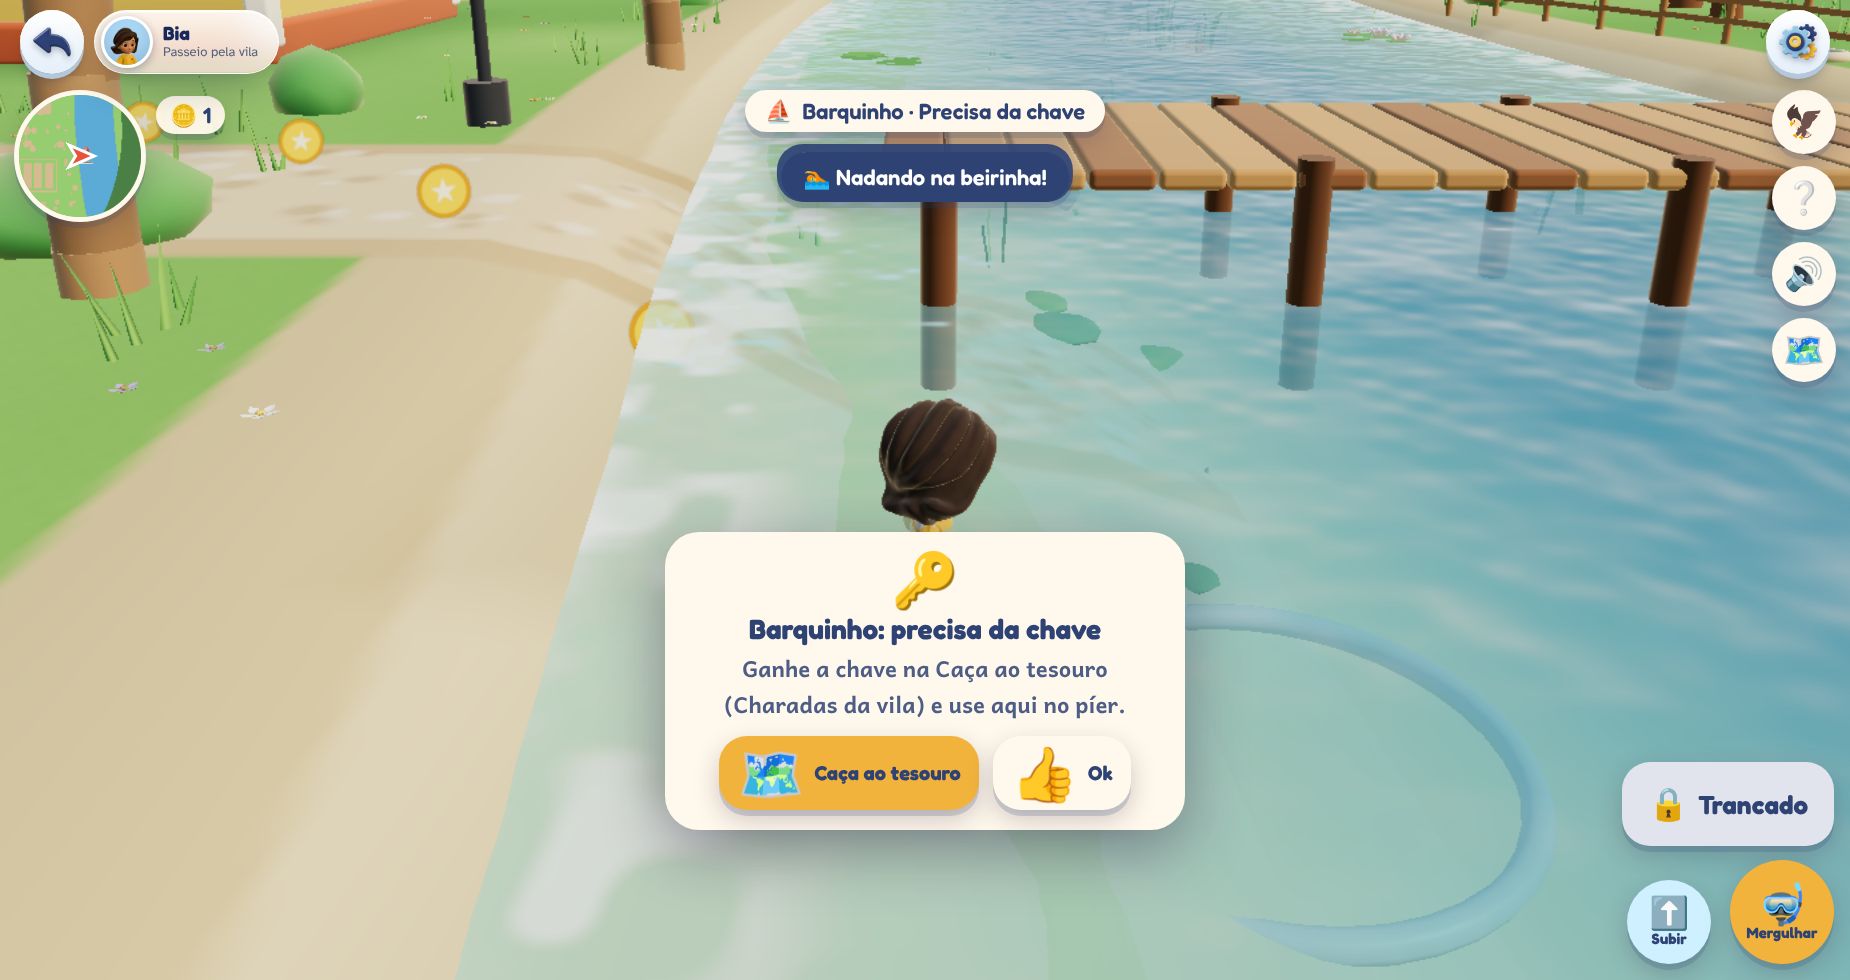 Bia
Passeio pela vila
1
Barquinho · Precisa da chave
Nadando na beirinha!
Barquinho: precisa da chave
Ganhe a chave na Caça ao tesouro
(Charadas da vila) e use aqui no píer.
Caça ao tesouro
Ok
Trancado
Subir
Mergulhar